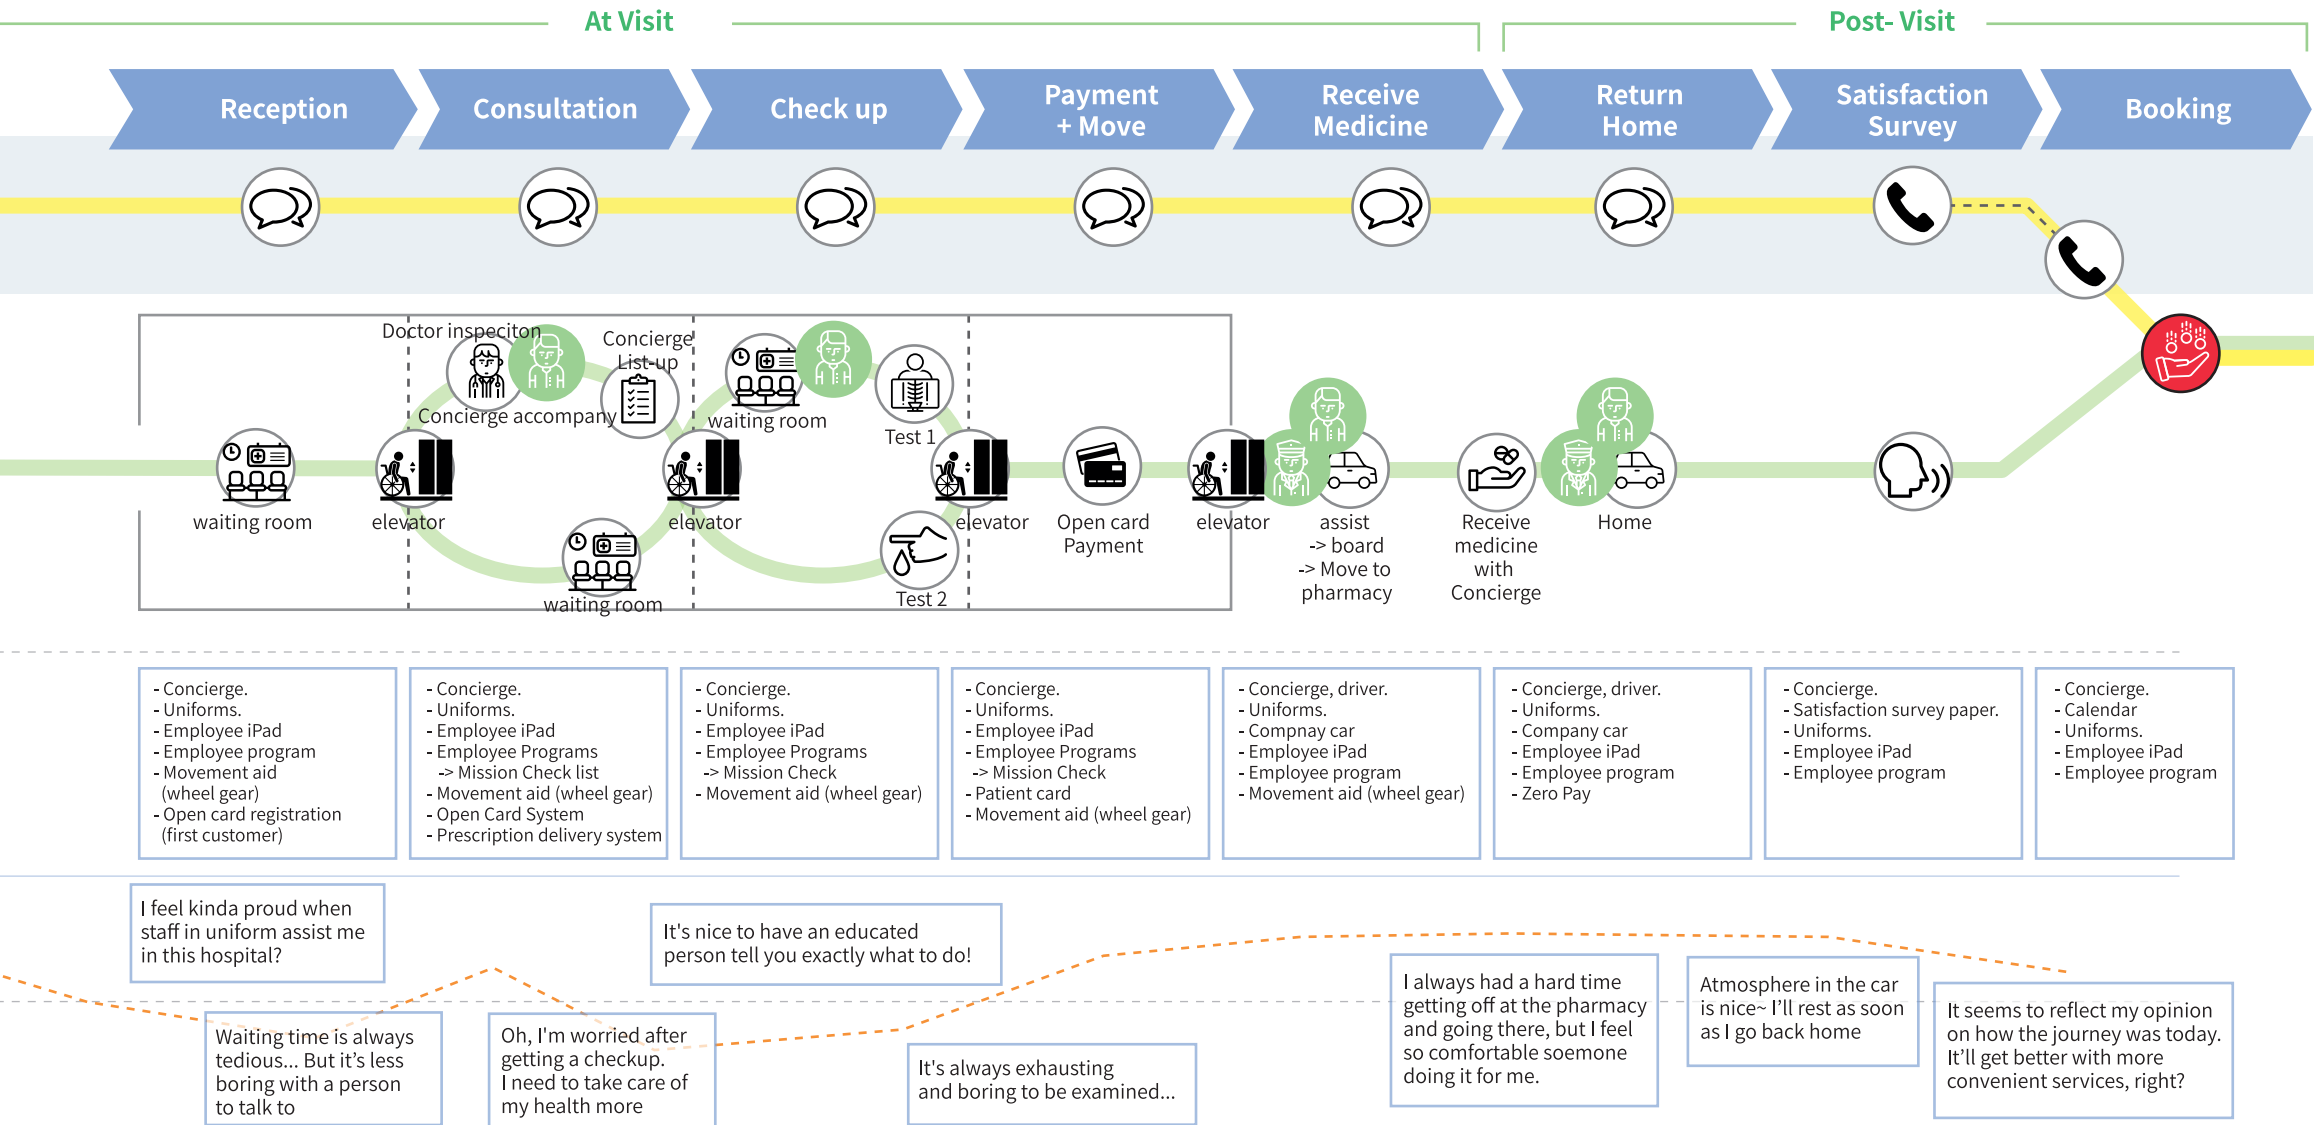 At Visit
Post- Visit
Reception
Consultation
Check up
Payment
+ Move
Receive
Medicine
Return
Home
Satisfaction
Survey
Booking
Doctor inspeciton
Concierge
List-up
Concierge accompany
waiting room
Test 1
waiting room
elevator
elevator
elevator
Open card
Payment
elevator
assist
-> board
-> Move to
pharmacy
Receive
medicine
with
Concierge
Home
waiting room
Test 2
- Concierge.
- Uniforms.
- Employee iPad
- Employee program
- Movement aid
(wheel gear)
- Open card registration
(first customer)
- Concierge.
- Uniforms.
- Employee iPad
- Employee Programs
-> Mission Check list
- Movement aid (wheel gear)
- Open Card System
- Prescription delivery system
- Concierge.
- Uniforms.
- Employee iPad
- Employee Programs
-> Mission Check
- Movement aid (wheel gear)
- Concierge.
- Uniforms.
- Employee iPad
- Employee Programs
-> Mission Check
- Patient card
- Movement aid (wheel gear)
- Concierge, driver.
- Uniforms.
- Compnay car
- Employee iPad
- Employee program
- Movement aid (wheel gear)
- Concierge, driver.
- Uniforms.
- Company car
- Employee iPad
- Employee program
- Zero Pay
- Concierge.
- Satisfaction survey paper.
- Uniforms.
- Employee iPad
- Employee program
- Concierge.
- Calendar
- Uniforms.
- Employee iPad
- Employee program
I feel kinda proud when
staff in uniform assist me
in this hospital?
Waiting time is always
tedious... But it's less
boring with a person
to talk to
Oh, I'm worried after
getting a checkup.
I need to take care of
my health more
It's nice to have an educated
person tell you exactly what to do!
It's always exhausting
and boring to be examined...
I always had a hard time
getting off at the pharmacy
and going there, but I feel
so comfortable soemone
doing it for me.
Atmosphere in the car
is nice~ I'll rest as soon
as I go back home
It seems to reflect my opinion
on how the journey was today.
It'll get better with more
convenient services, right?